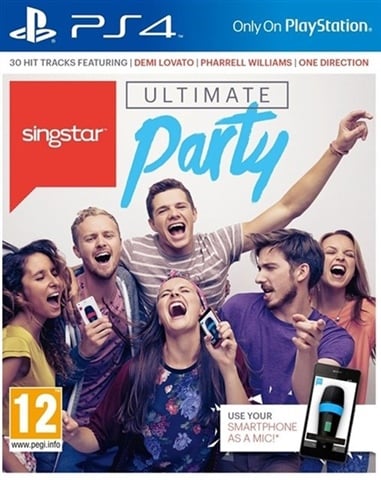 PS4
Only On PlayStation®
30 HIT TRACKS FEATURING | DEMI LOVATO | PHARRELL WILLIAMS | ONE DIRECTION
ULTIMATE
Party
singstar™
12
www.pegi.info
USE YOUR
SMARTPHONE
AS A MIC!*